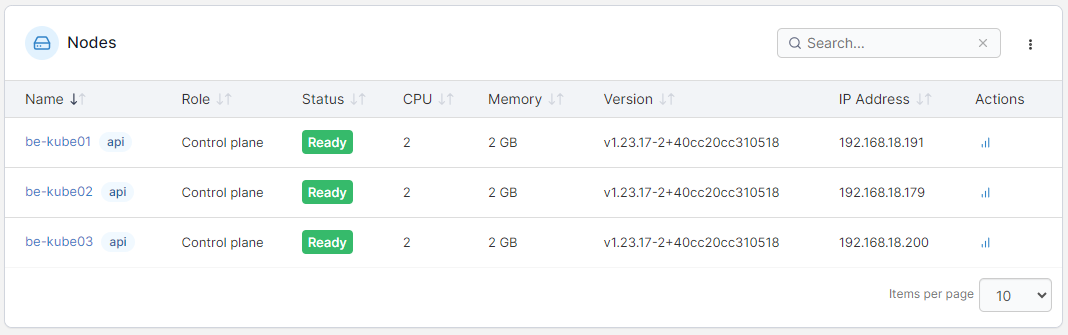 Nodes
Search...
Name Role Status CPU Memory Version IP Address Actions
be-kube01 api Control plane Ready 2 2 GB v1.23.17-2+40cc20cc310518 192.168.18.191
be-kube02 api Control plane Ready 2 2 GB v1.23.17-2+40cc20cc310518 192.168.18.179
be-kube03 api Control plane Ready 2 2 GB v1.23.17-2+40cc20cc310518 192.168.18.200
Items per page 10